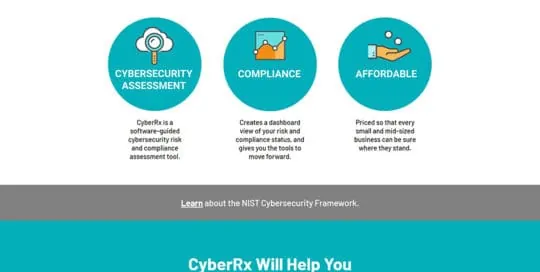 CYBERSECURITY
ASSESSMENT
CyberRx is a
software-guided
cybersecurity risk
and compliance
assessment tool.
COMPLIANCE
Creates a dashboard
view of your risk and
compliance status, and
gives you the tools to
move forward.
AFFORDABLE
Priced so that every
small and mid-sized
business can be sure
where they stand.
Learn about the NIST Cybersecurity Framework.
CyberRx Will Help You